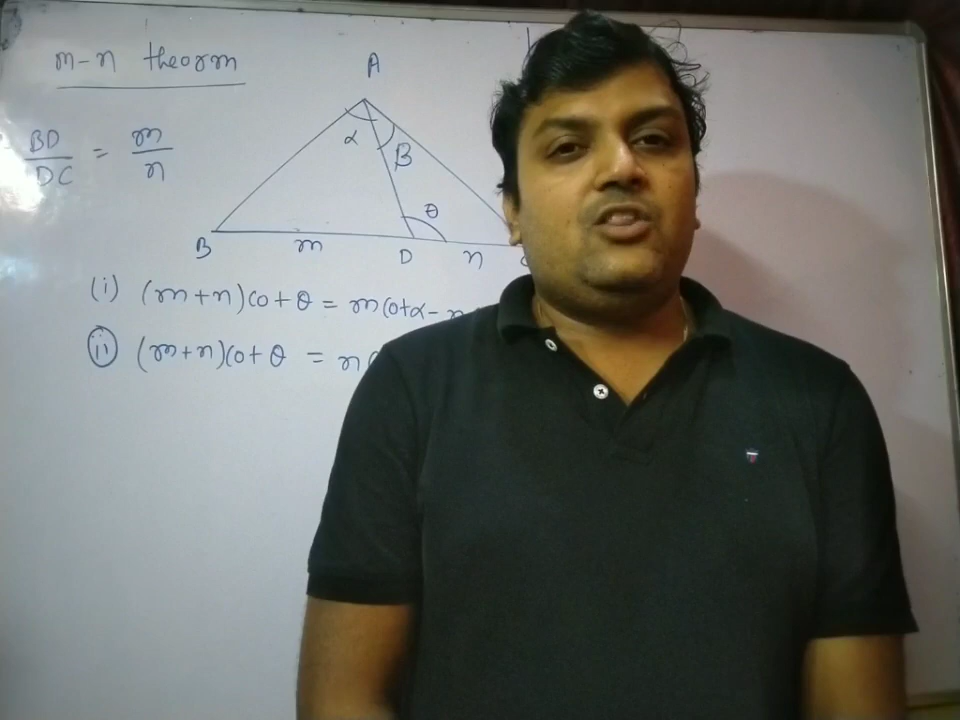 m-n theorm
A
BD/DC = m/n
α
β
θ
B
m
D
n
(i) (m+n)cot θ = m cot α - n
(ii) (m+n)cot θ = n